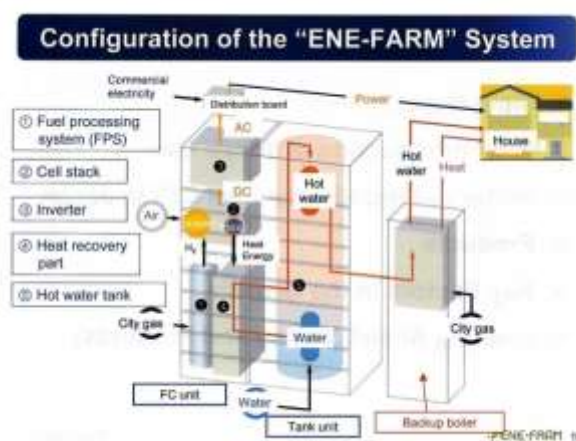 Configuration of the “ENE-FARM” System
Commercial
electricity
Distribution board
Power
① Fuel processing
system (FPS)
② Cell stack
③ Inverter
④ Heat recovery
part
⑤ Hot water tank
AC
DC
Air
H₂
Heat
Energy
City gas
FC unit
Water
Hot
water
Water
Tank unit
Hot
water
Heat
House
City gas
Backup boiler